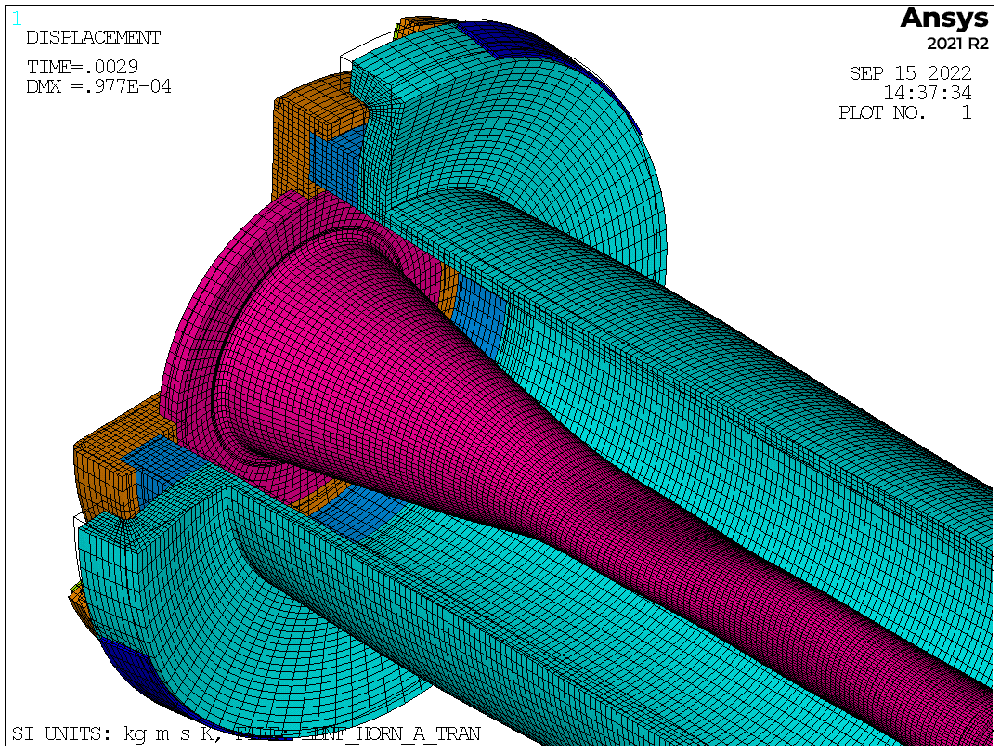 1
DISPLACEMENT
TIME=.0029
DMX =.977E-04
Ansys
2021 R2
SEP 15 2022
14:37:34
PLOT NO. 1
SI UNITS: kg m s K, LBNF_HORN_A_TRAN